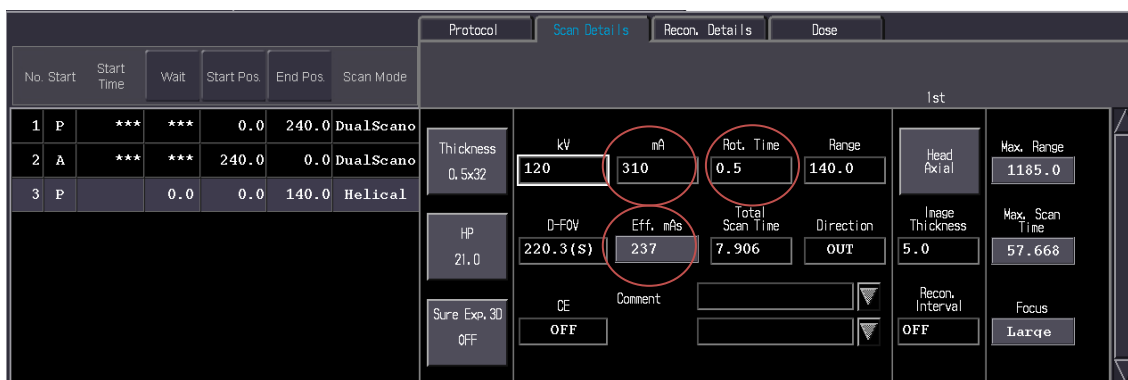 Protocol Scan Details Recon. Details Dose
No. Start Start Time Wait Start Pos. End Pos. Scan Mode
1st
1 P *** *** 0.0 240.0 DualScano
2 A *** *** 240.0 0.0 DualScano
3 P 0.0 0.0 140.0 Helical
Thickness
0.5x32
kV mA Rot. Time Range
120 310 0.5 140.0
Head
Axial
Max. Range
1185.0
HP
21.0
D-FOV Eff. mAs Total Scan Time Direction
220.3(S) 237 7.906 OUT
Image
Thickness
5.0
Max. Scan
Time
57.668
Sure Exp.3D
OFF
CE Comment
OFF
Recon.
Interval
OFF
Focus
Large